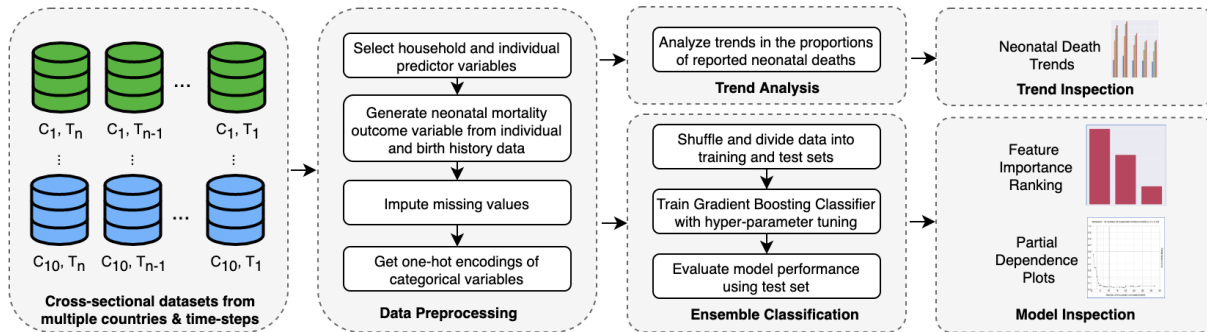 C1, Tn
C1, Tn-1
...
C1, T1
...
...
...
C10, Tn
C10, Tn-1
C10, T1
Cross-sectional datasets from
multiple countries & time-steps
Select household and individual
predictor variables
Generate neonatal mortality
outcome variable from individual
and birth history data
Impute missing values
Get one-hot encodings of
categorical variables
Data Preprocessing
Analyze trends in the proportions
of reported neonatal deaths
Trend Analysis
Shuffle and divide data into
training and test sets
Train Gradient Boosting Classifier
with hyper-parameter tuning
Evaluate model performance
using test set
Ensemble Classification
Neonatal Death
Trends
Trend Inspection
Feature
Importance
Ranking
Partial
Dependence
Plots
Model Inspection